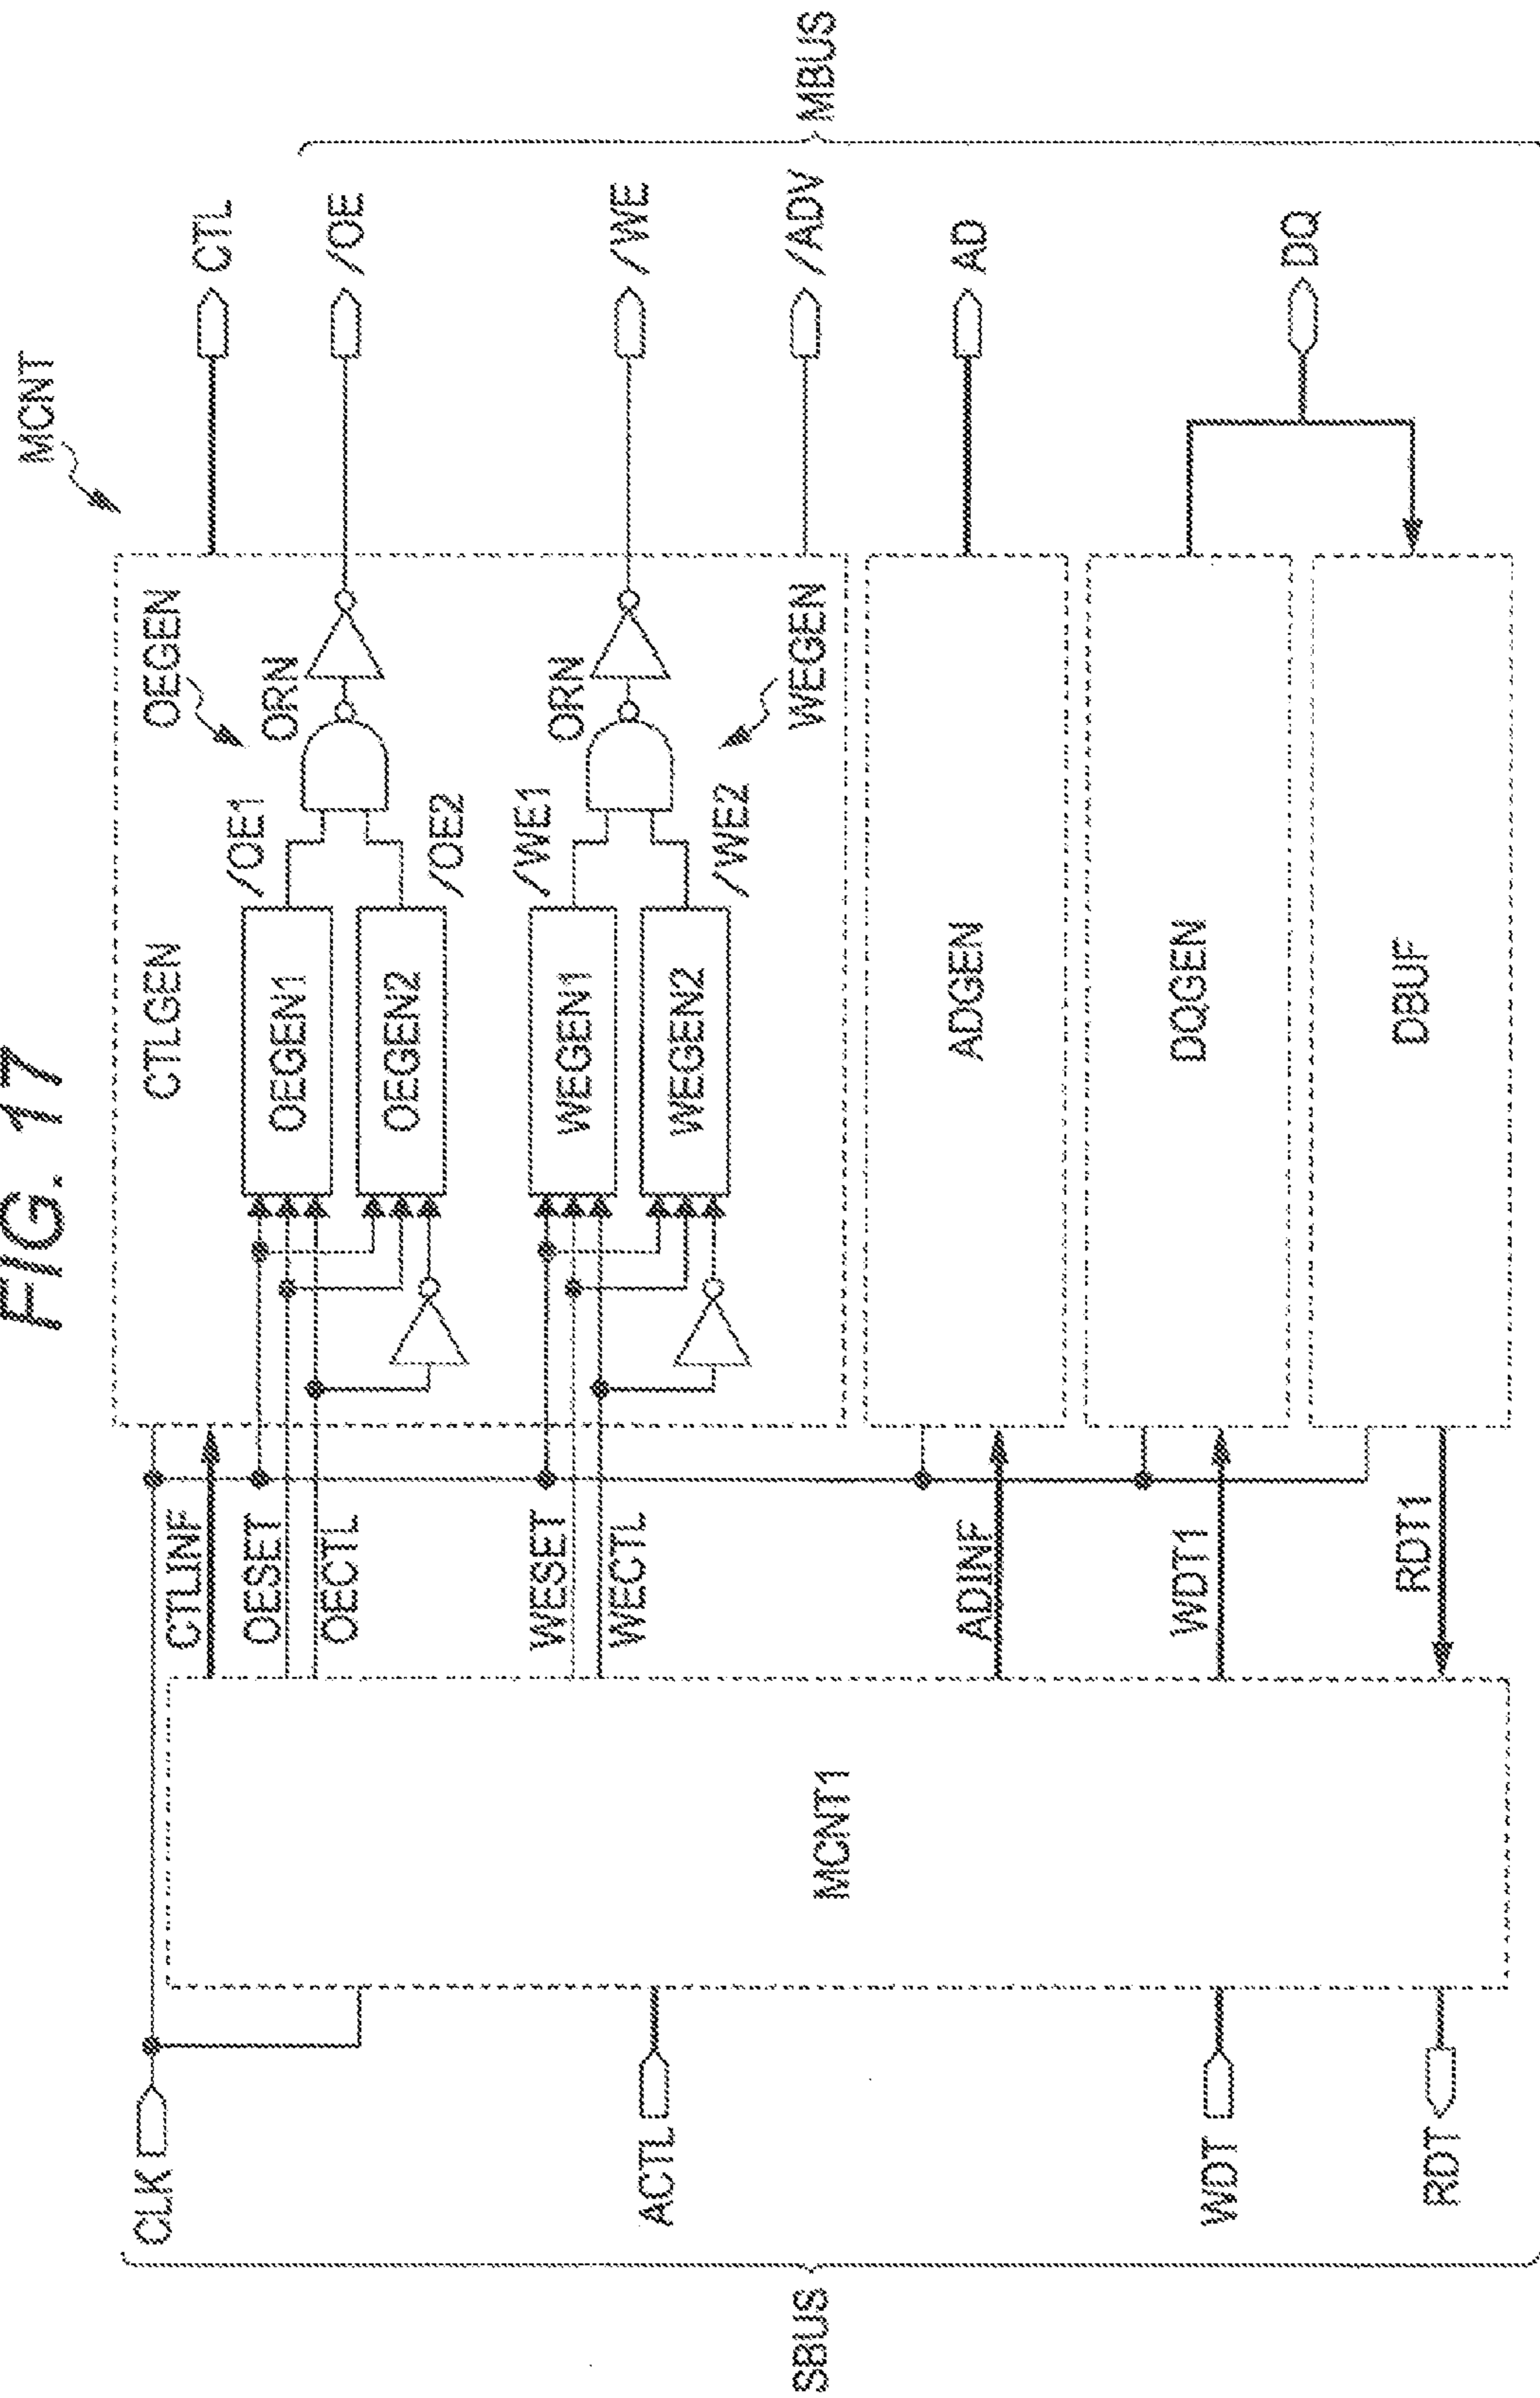 FIG. 17
MCNT
CTL
/OE
/WE
/ADV
AD
DQ
MBUS
CTLGEN
OEGEN
ORN
/OE1
/OE2
OEGEN1
OEGEN2
ORN
WEGEN
/WE1
/WE2
WEGEN1
WEGEN2
ADGEN
DQGEN
DBUF
CTLINF
OESET
OECTL
WESET
WECTL
ADINF
WDT1
RDT1
MCNT1
CLK
ACTL
WDT
RDT
SBUS